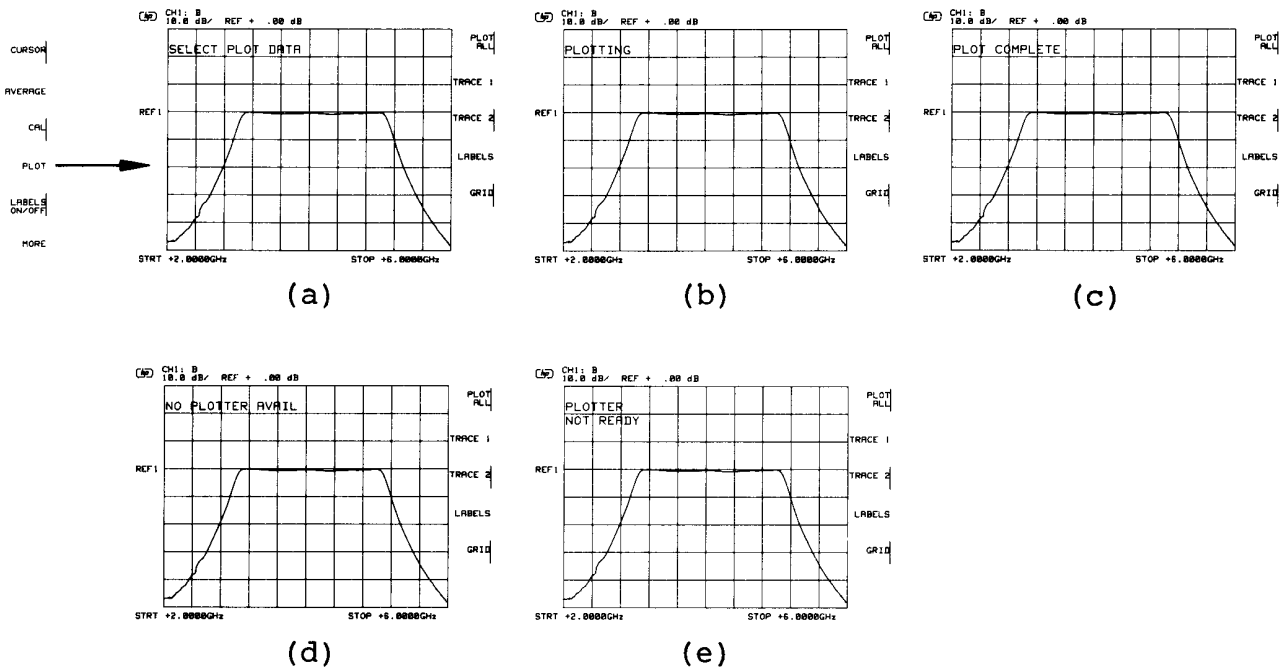 CURSOR
AVERAGE
CAL
PLOT
LABELS
ON/OFF
MORE
hp CH1: B
10.0 dB/ REF + .00 dB
SELECT PLOT DATA
REF1
PLOT
ALL
TRACE 1
TRACE 2
LABELS
GRID
STRT +2.0000GHz STOP +6.0000GHz
(a)
hp CH1: B
10.0 dB/ REF + .00 dB
PLOTTING
PLOT
ALL
TRACE 1
TRACE 2
LABELS
GRID
STRT +2.0000GHz STOP +6.0000GHz
(b)
hp CH1: B
10.0 dB/ REF + .00 dB
PLOT COMPLETE
PLOT
ALL
TRACE 1
TRACE 2
LABELS
GRID
STRT +2.0000GHz STOP +6.0000GHz
(c)
hp CH1: B
10.0 dB/ REF + .00 dB
NO PLOTTER AVAIL
REF1
PLOT
ALL
TRACE 1
TRACE 2
LABELS
GRID
STRT +2.0000GHz STOP +6.0000GHz
(d)
hp CH1: B
10.0 dB/ REF + .00 dB
PLOTTER
NOT READY
REF1
PLOT
ALL
TRACE 1
TRACE 2
LABELS
GRID
STRT +2.0000GHz STOP +6.0000GHz
(e)